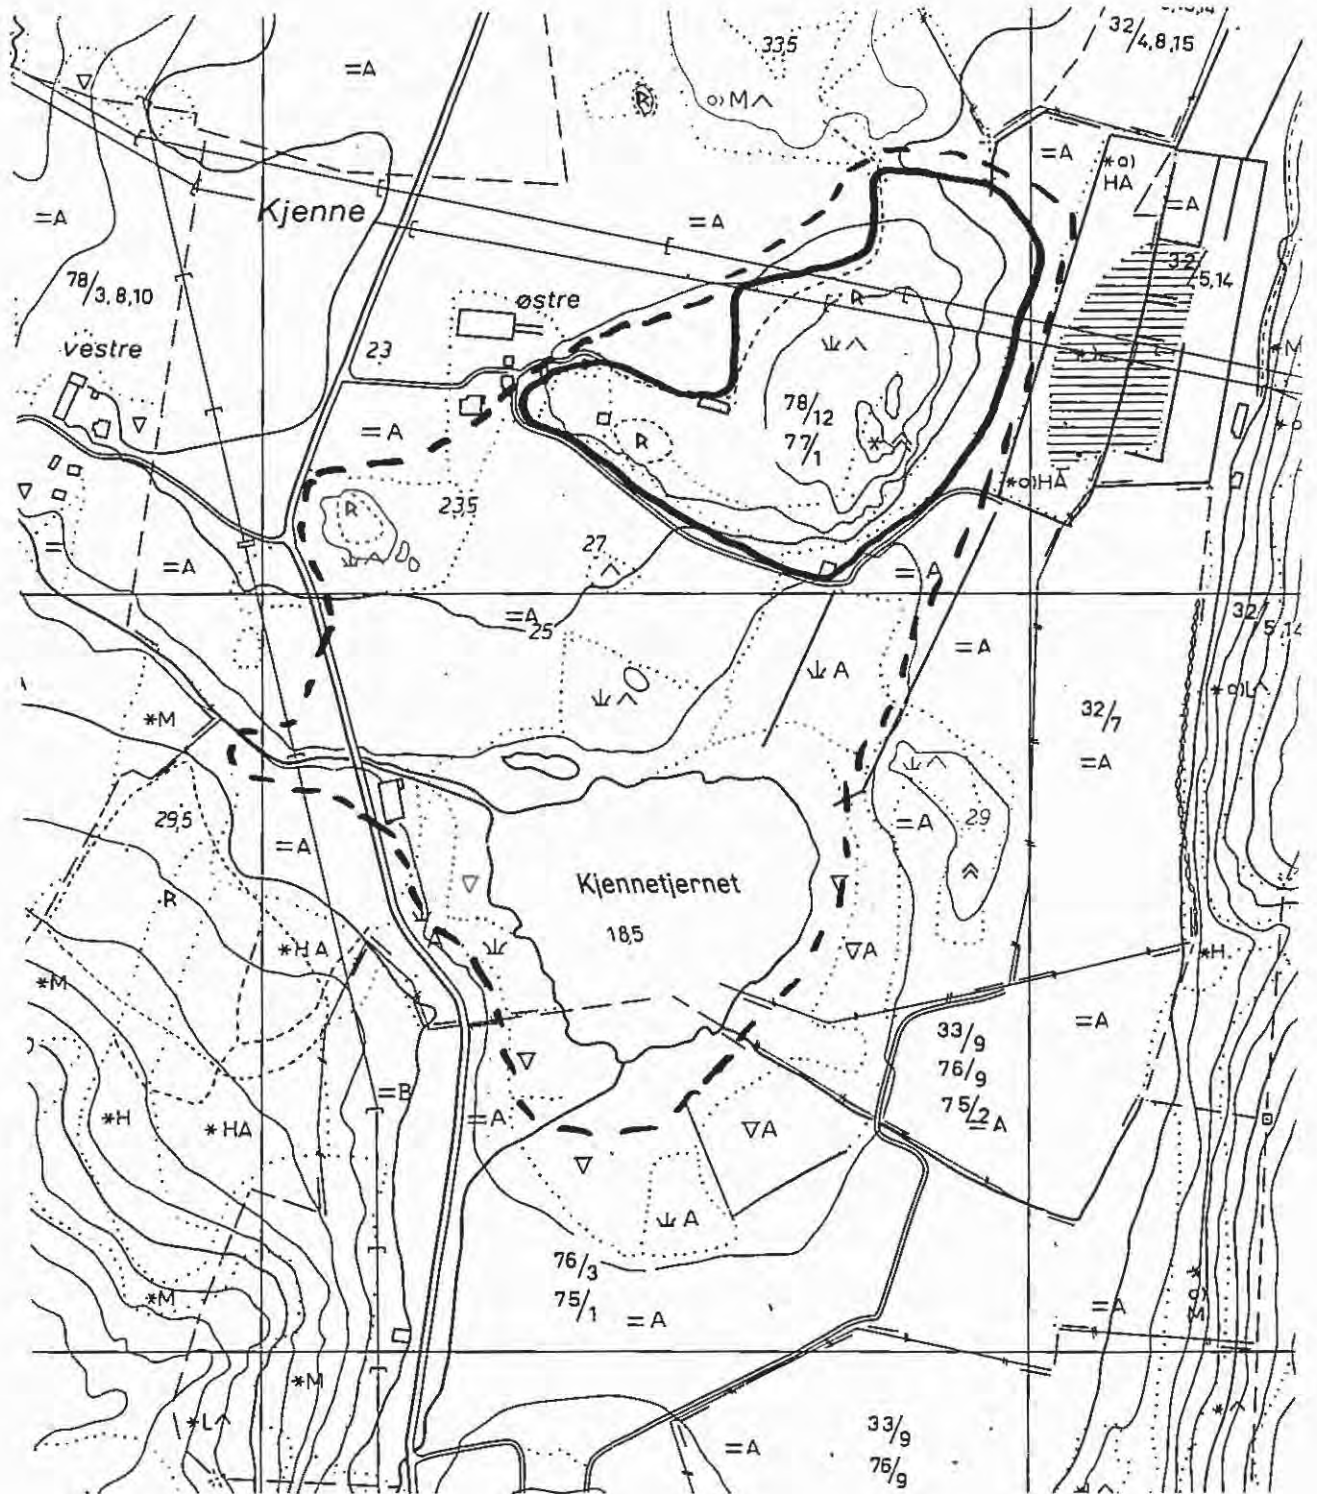 32/4,8,15
33,5
=A
R
o)M^
=A
*o)
HA
=A
Kjenne
=A
=A
78/3,8,10
32/5,14
østre
R
*M
vestre
23
78/12
77/1
*o
R
=A
*o)HA
R
23,5
27
=A
=A
=A
25
=A
32/5,14
A
*o)L^
*M
32/7
=A
29,5
=A
=A
29
R
Kjennetjernet
18,5
A
*HA
A
*H
*M
=A
33/9
76/9
75/2
=A
=B
*H
*HA
=A
A
A
76/3
75/1
*M
=A
=A
o)
M
*M
*L^
33/9
=A
76/9